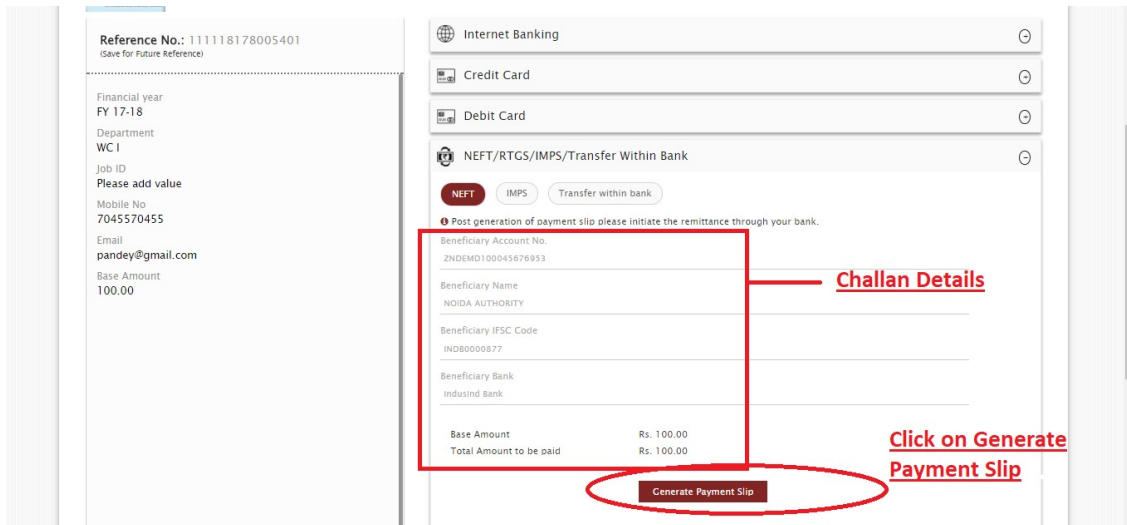 Reference No.: 111118178005401
(Save for Future Reference)
Financial year
FY 17-18
Department
WC I
Job ID
Please add value
Mobile No
7045570455
Email
pandey@gmail.com
Base Amount
100.00
Internet Banking
Credit Card
Debit Card
NEFT/RTGS/IMPS/Transfer Within Bank
NEFT IMPS Transfer within bank
Post generation of payment slip please initiate the remittance through your bank.
Beneficiary Account No.
ZNDEMD100045676953
Beneficiary Name
NOIDA AUTHORITY
Beneficiary IFSC Code
INDB0000877
Beneficiary Bank
Indusind Bank
Base Amount Rs. 100.00
Total Amount to be paid Rs. 100.00
Generate Payment Slip
Challan Details
Click on Generate
Payment Slip